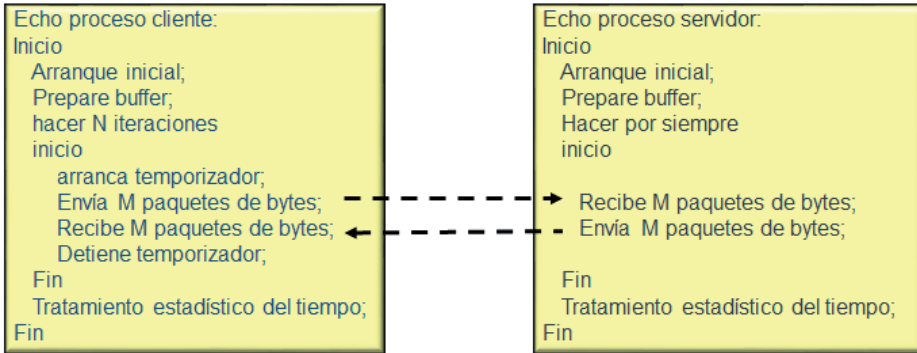 Echo proceso cliente:
Inicio
Arranque inicial;
Prepare buffer;
hacer N iteraciones
inicio
arranca temporizador;
Envía M paquetes de bytes;
Recibe M paquetes de bytes;
Detiene temporizador;
Fin
Tratamiento estadístico del tiempo;
Fin
Echo proceso servidor:
Inicio
Arranque inicial;
Prepare buffer;
Hacer por siempre
inicio
Recibe M paquetes de bytes;
Envía M paquetes de bytes;
Fin
Tratamiento estadístico del tiempo;
Fin